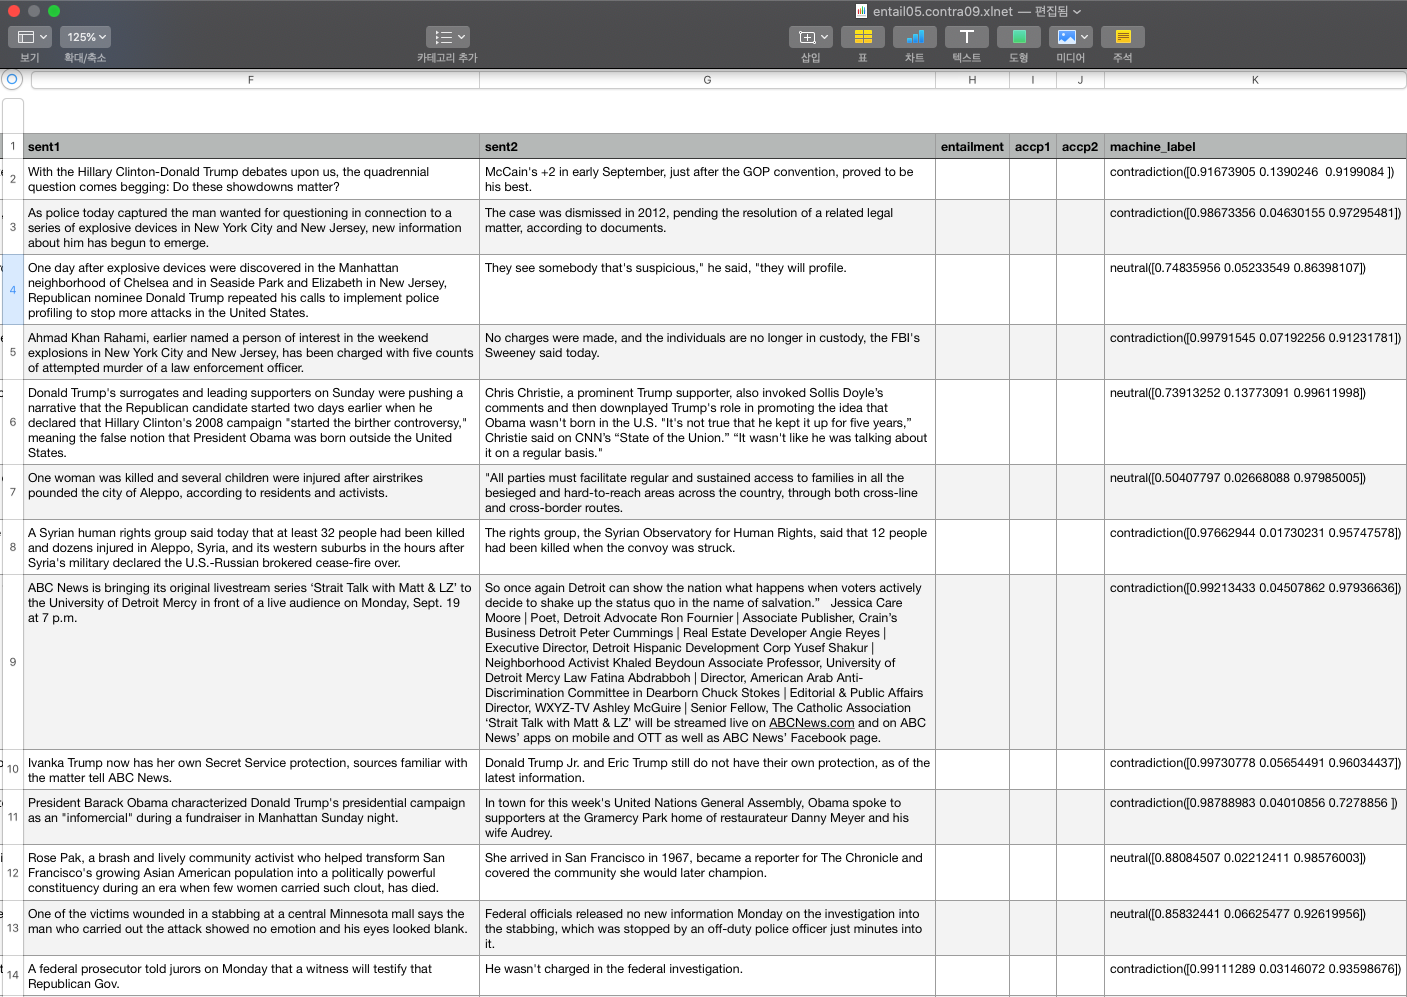 entail05.contra09.xlnet — 편집됨
125%
보기
확대/축소
카테고리 추가
삽입
표
차트
텍스트
도형
미디어
주석
F
G
H
I
J
K
1
sent1
sent2
entailment
accp1
accp2
machine_label
2
With the Hillary Clinton-Donald Trump debates upon us, the quadrennial
question comes begging: Do these showdowns matter?
McCain's +2 in early September, just after the GOP convention, proved to be
his best.
contradiction([0.91673905 0.1390246 0.9199084 ])
3
As police today captured the man wanted for questioning in connection to a
series of explosive devices in New York City and New Jersey, new information
about him has begun to emerge.
The case was dismissed in 2012, pending the resolution of a related legal
matter, according to documents.
contradiction([0.98673356 0.04630155 0.97295481])
4
One day after explosive devices were discovered in the Manhattan
neighborhood of Chelsea and in Seaside Park and Elizabeth in New Jersey,
Republican nominee Donald Trump repeated his calls to implement police
profiling to stop more attacks in the United States.
They see somebody that's suspicious," he said, "they will profile.
neutral([0.74835956 0.05233549 0.86398107])
5
Ahmad Khan Rahami, earlier named a person of interest in the weekend
explosions in New York City and New Jersey, has been charged with five counts
of attempted murder of a law enforcement officer.
No charges were made, and the individuals are no longer in custody, the FBI's
Sweeney said today.
contradiction([0.99791545 0.07192256 0.91231781])
6
Donald Trump's surrogates and leading supporters on Sunday were pushing a
narrative that the Republican candidate started two days earlier when he
declared that Hillary Clinton's 2008 campaign "started the birther controversy,"
meaning the false notion that President Obama was born outside the United
States.
Chris Christie, a prominent Trump supporter, also invoked Sollis Doyle’s
comments and then downplayed Trump's role in promoting the idea that
Obama wasn't born in the U.S. "It's not true that he kept it up for five years,”
Christie said on CNN’s “State of the Union.” “It wasn't like he was talking about
it on a regular basis."
neutral([0.73913252 0.13773091 0.99611998])
7
One woman was killed and several children were injured after airstrikes
pounded the city of Aleppo, according to residents and activists.
"All parties must facilitate regular and sustained access to families in all the
besieged and hard-to-reach areas across the country, through both cross-line
and cross-border routes.
neutral([0.50407797 0.02668088 0.97985005])
8
A Syrian human rights group said today that at least 32 people had been killed
and dozens injured in Aleppo, Syria, and its western suburbs in the hours after
Syria's military declared the U.S.-Russian brokered cease-fire over.
The rights group, the Syrian Observatory for Human Rights, said that 12 people
had been killed when the convoy was struck.
contradiction([0.97662944 0.01730231 0.95747578])
9
ABC News is bringing its original livestream series ‘Strait Talk with Matt & LZ’ to
the University of Detroit Mercy in front of a live audience on Monday, Sept. 19
at 7 p.m.
So once again Detroit can show the nation what happens when voters actively
decide to shake up the status quo in the name of salvation.” Jessica Care
Moore | Poet, Detroit Advocate Ron Fournier | Associate Publisher, Crain’s
Business Detroit Peter Cummings | Real Estate Developer Angie Reyes |
Executive Director, Detroit Hispanic Development Corp Yusef Shakur |
Neighborhood Activist Khaled Beydoun Associate Professor, University of
Detroit Mercy Law Fatina Abdrabboh | Director, American Arab Anti-
Discrimination Committee in Dearborn Chuck Stokes | Editorial & Public Affairs
Director, WXYZ-TV Ashley McGuire | Senior Fellow, The Catholic Association
‘Strait Talk with Matt & LZ’ will be streamed live on ABCNews.com and on ABC
News’ apps on mobile and OTT as well as ABC News’ Facebook page.
contradiction([0.99213433 0.04507862 0.97936636])
10
Ivanka Trump now has her own Secret Service protection, sources familiar with
the matter tell ABC News.
Donald Trump Jr. and Eric Trump still do not have their own protection, as of the
latest information.
contradiction([0.99730778 0.05654491 0.96034437])
11
President Barack Obama characterized Donald Trump's presidential campaign
as an "infomercial" during a fundraiser in Manhattan Sunday night.
In town for this week's United Nations General Assembly, Obama spoke to
supporters at the Gramercy Park home of restaurateur Danny Meyer and his
wife Audrey.
contradiction([0.98788983 0.04010856 0.7278856 ])
12
Rose Pak, a brash and lively community activist who helped transform San
Francisco's growing Asian American population into a politically powerful
constituency during an era when few women carried such clout, has died.
She arrived in San Francisco in 1967, became a reporter for The Chronicle and
covered the community she would later champion.
neutral([0.88084507 0.02212411 0.98576003])
13
One of the victims wounded in a stabbing at a central Minnesota mall says the
man who carried out the attack showed no emotion and his eyes looked blank.
Federal officials released no new information Monday on the investigation into
the stabbing, which was stopped by an off-duty police officer just minutes into
it.
neutral([0.85832441 0.06625477 0.92619956])
14
A federal prosecutor told jurors on Monday that a witness will testify that
Republican Gov.
He wasn't charged in the federal investigation.
contradiction([0.99111289 0.03146072 0.93598676])